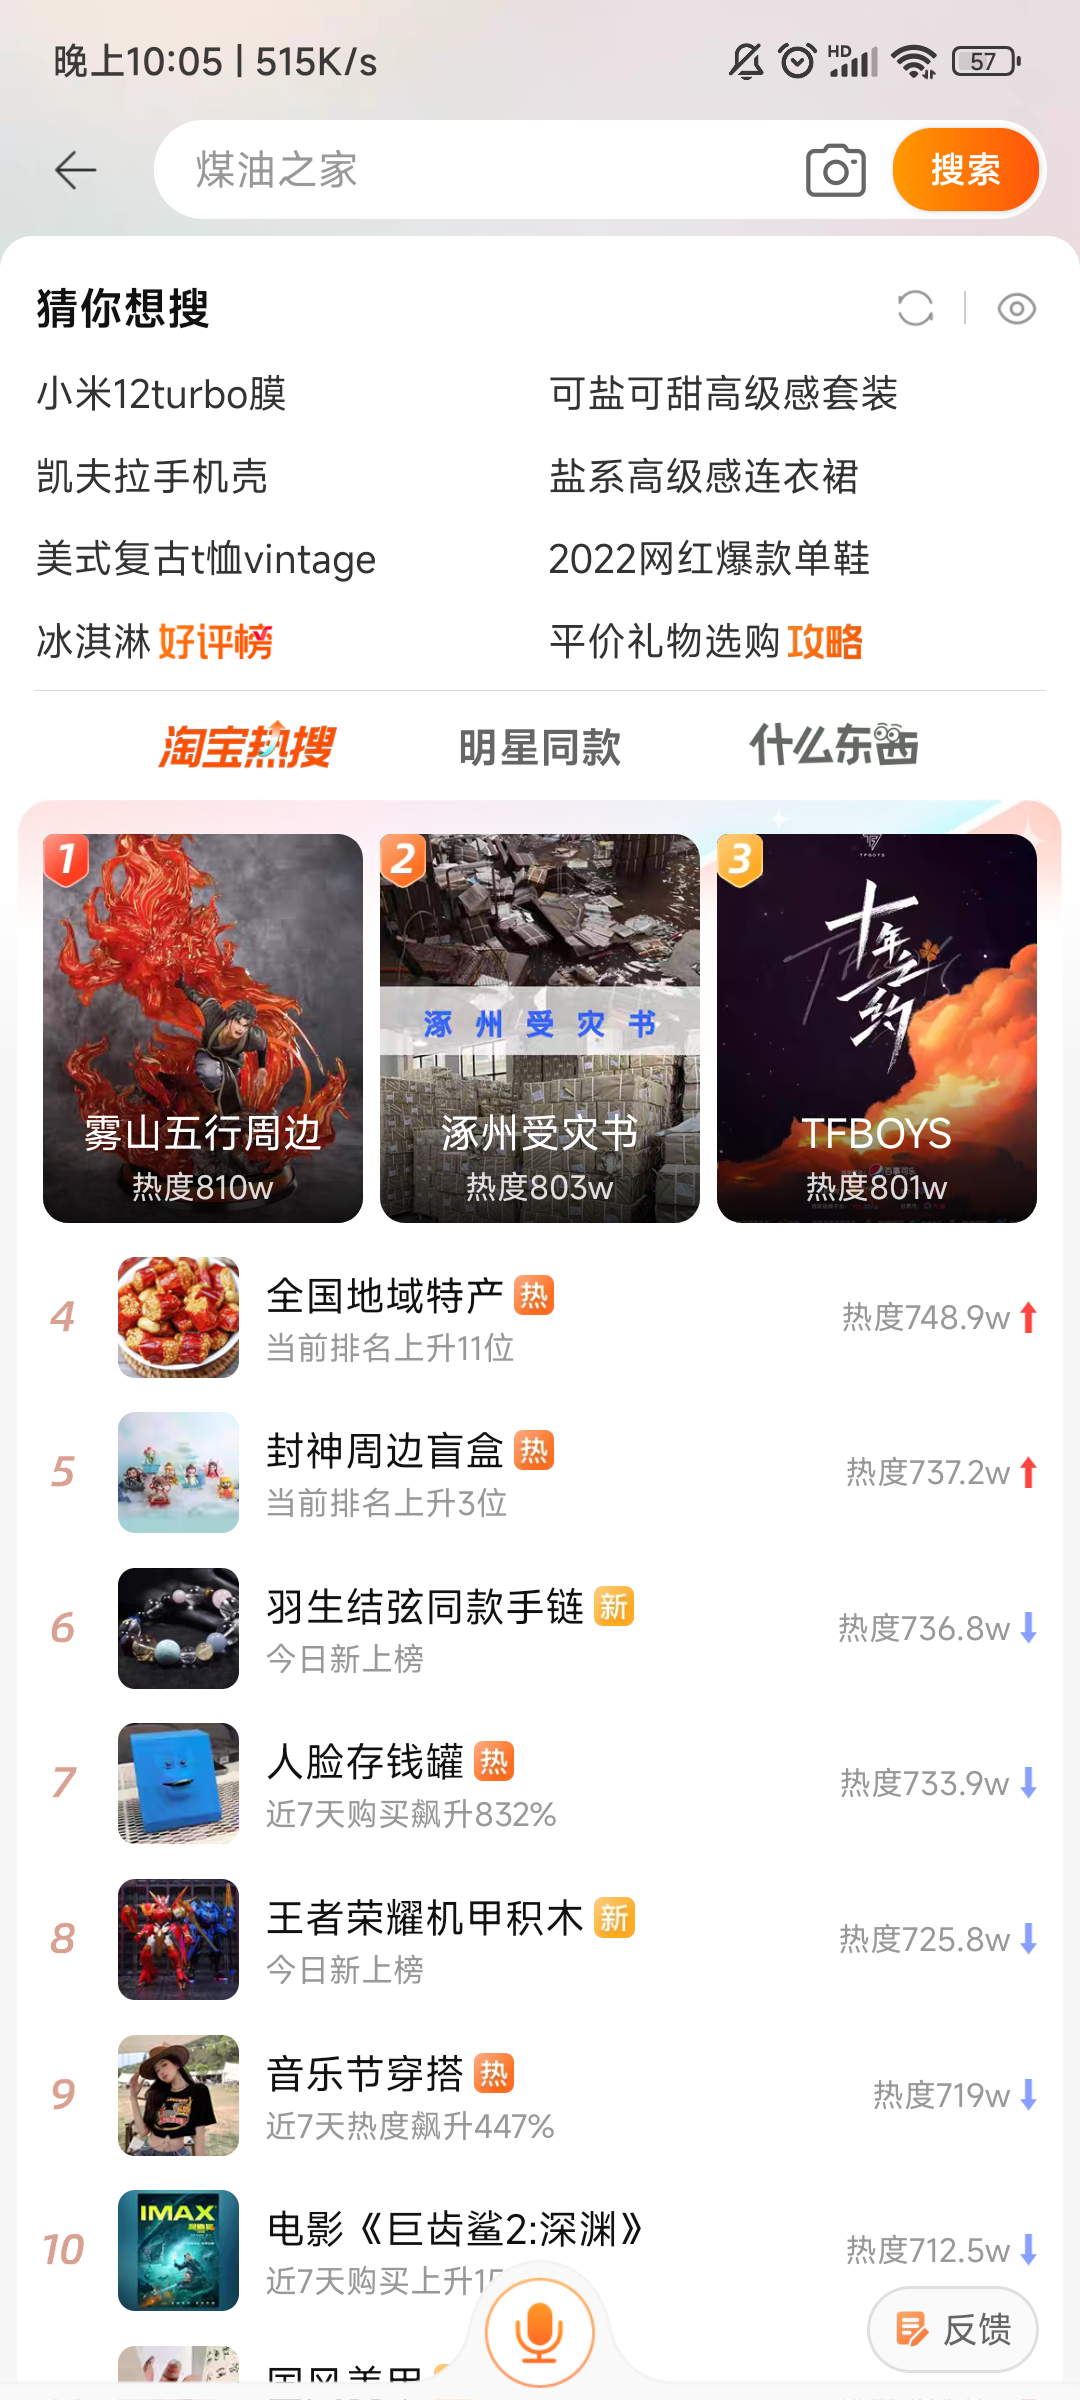 晚上10:05 | 515K/s
HD
57
煤油之家
搜索
猜你想搜
小米12turbo膜
可盐可甜高级感套装
凯夫拉手机壳
盐系高级感连衣裙
美式复古t恤vintage
2022网红爆款单鞋
冰淇淋 好评榜
平价礼物选购 攻略
淘宝热搜
明星同款
什么东西
1
2
3
TFBOYS
十年之约
涿州受灾书
雾山五行周边
热度810w
涿州受灾书
热度803w
TFBOYS
百事可乐
热度801w
4
全国地域特产 热
当前排名上升11位
热度748.9w
5
封神周边盲盒 热
当前排名上升3位
热度737.2w
6
羽生结弦同款手链 新
今日新上榜
热度736.8w
7
人脸存钱罐 热
近7天购买飙升832%
热度733.9w
8
王者荣耀机甲积木 新
今日新上榜
热度725.8w
9
音乐节穿搭 热
近7天热度飙升447%
热度719w
10
IMAX
电影《巨齿鲨2:深渊》
近7天购买上升15
热度712.5w
反馈
国风美甲